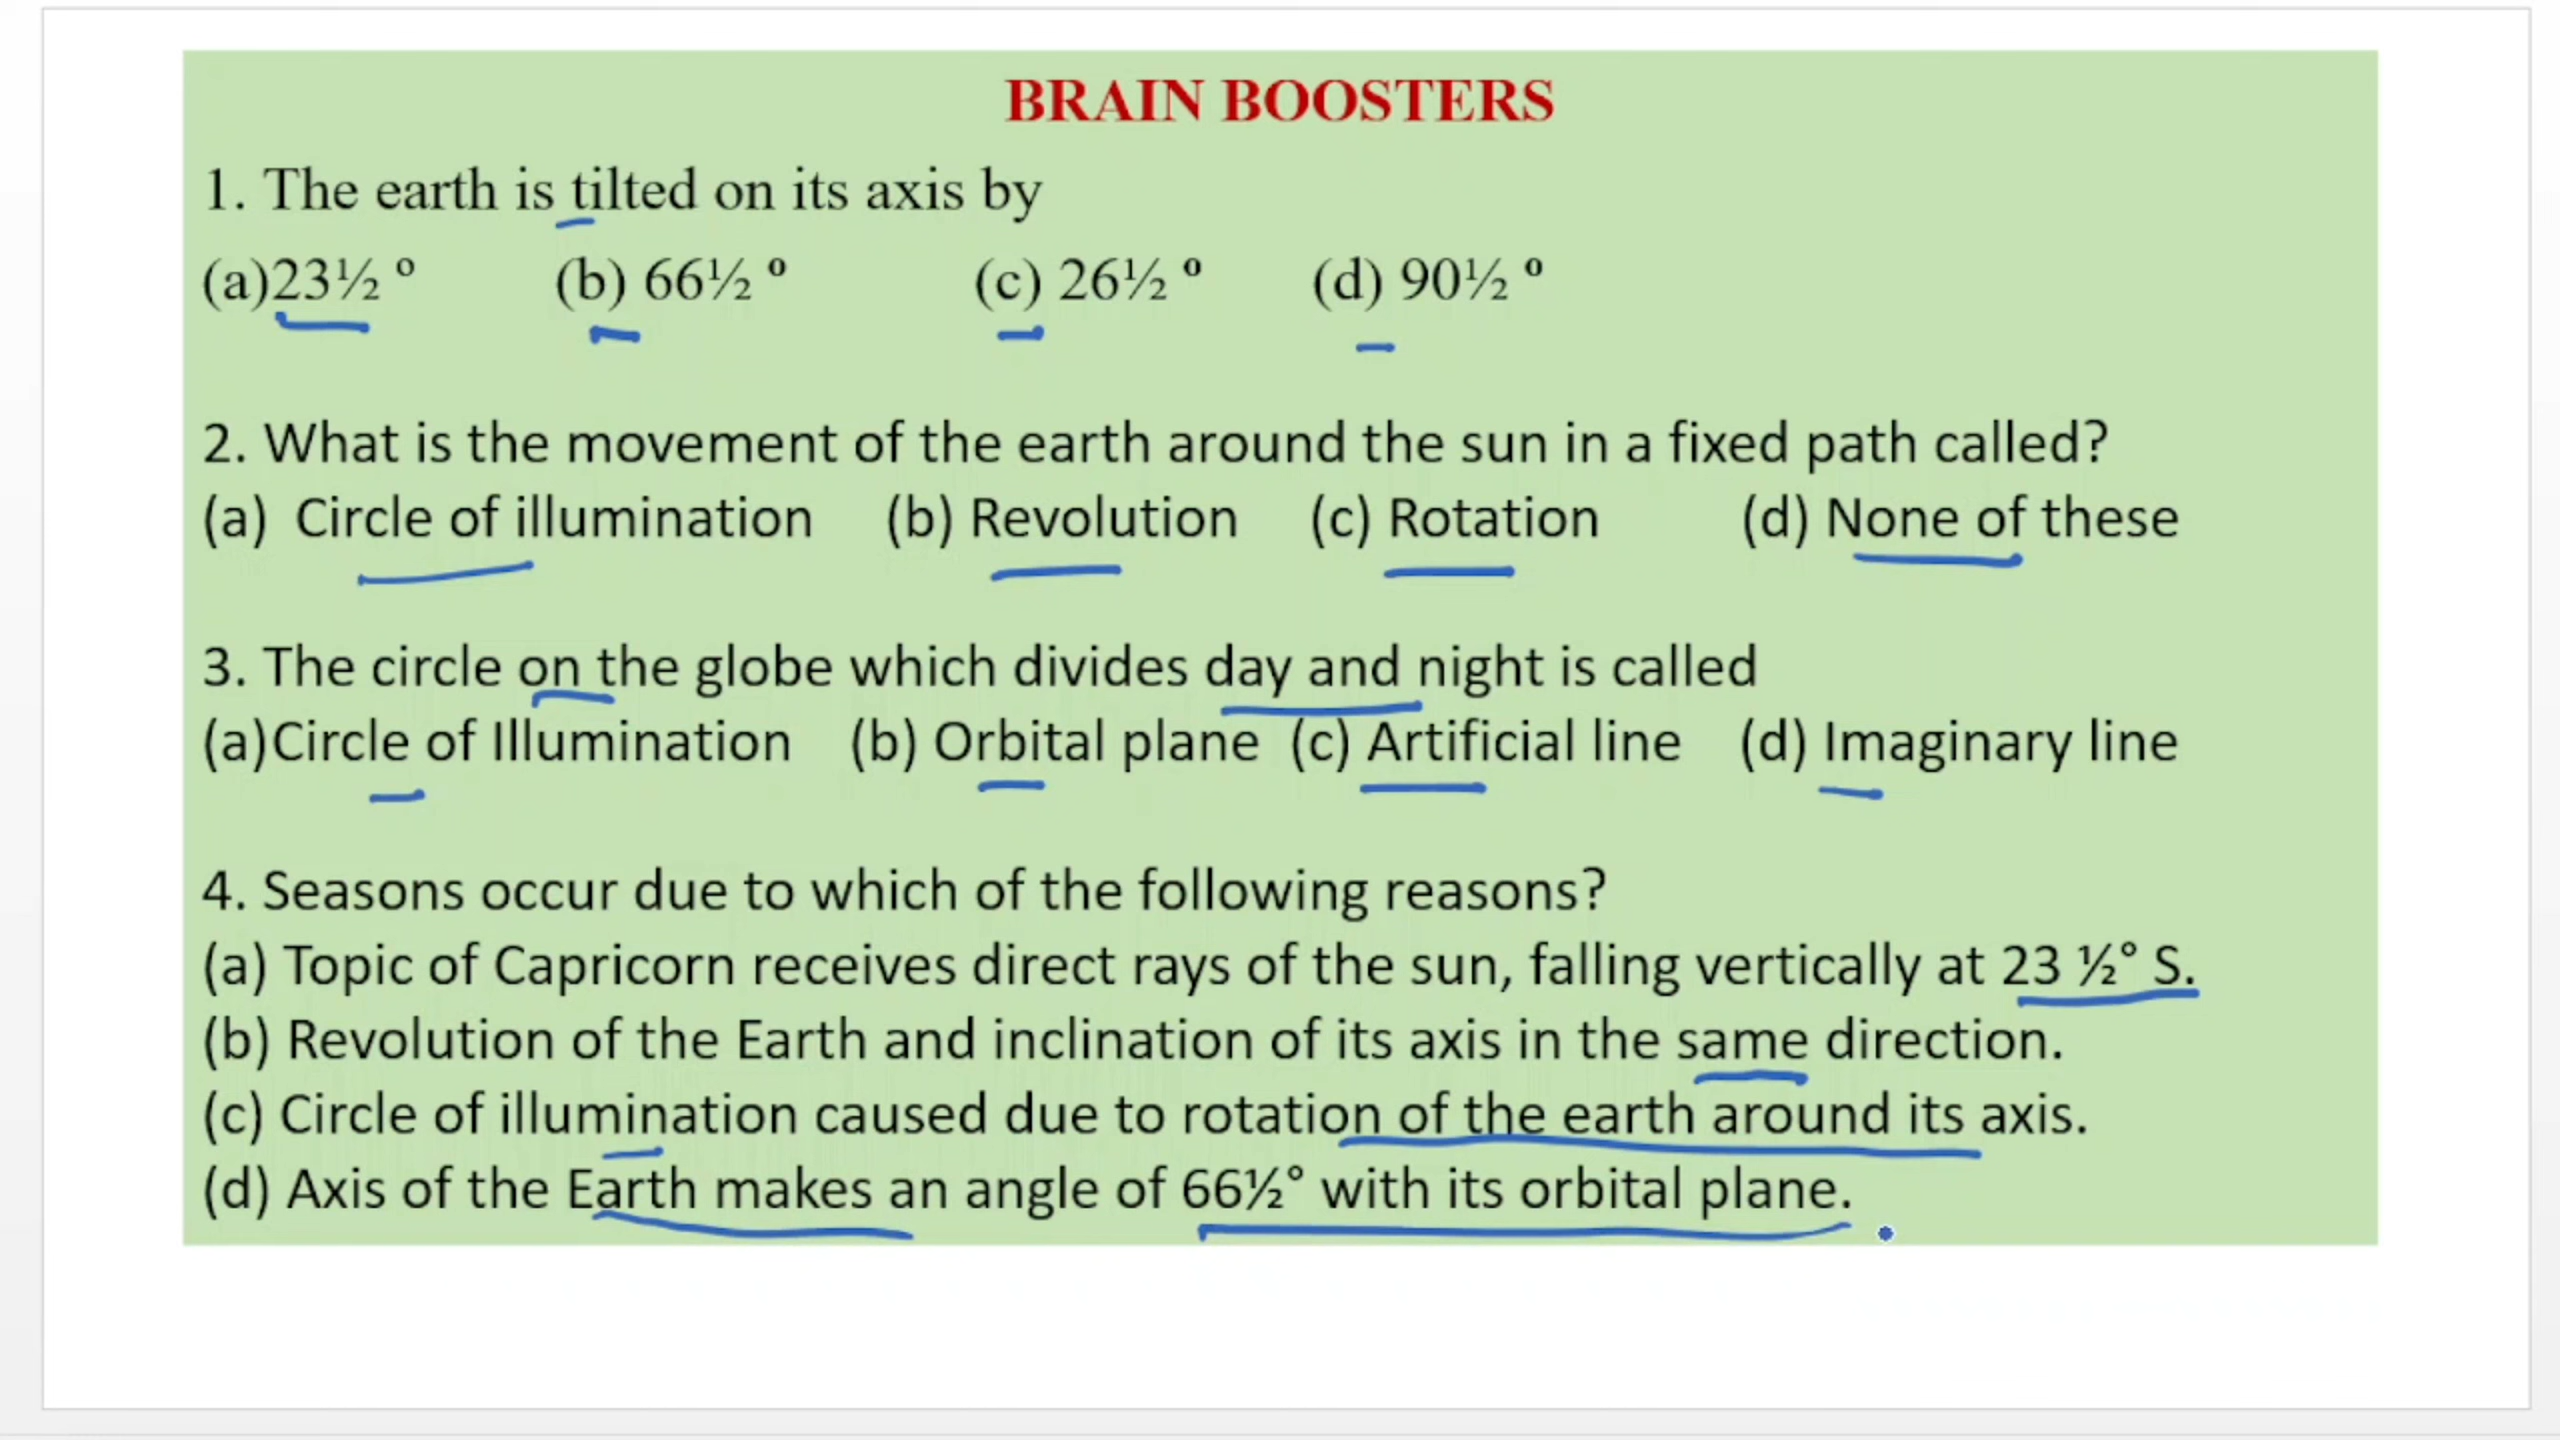 BRAIN BOOSTERS
1. The earth is tilted on its axis by
(a)23½ ° (b) 66½ ° (c) 26½ ° (d) 90½ °
2. What is the movement of the earth around the sun in a fixed path called?
(a) Circle of illumination (b) Revolution (c) Rotation (d) None of these
3. The circle on the globe which divides day and night is called
(a)Circle of Illumination (b) Orbital plane (c) Artificial line (d) Imaginary line
4. Seasons occur due to which of the following reasons?
(a) Topic of Capricorn receives direct rays of the sun, falling vertically at 23 ½° S.
(b) Revolution of the Earth and inclination of its axis in the same direction.
(c) Circle of illumination caused due to rotation of the earth around its axis.
(d) Axis of the Earth makes an angle of 66½° with its orbital plane.